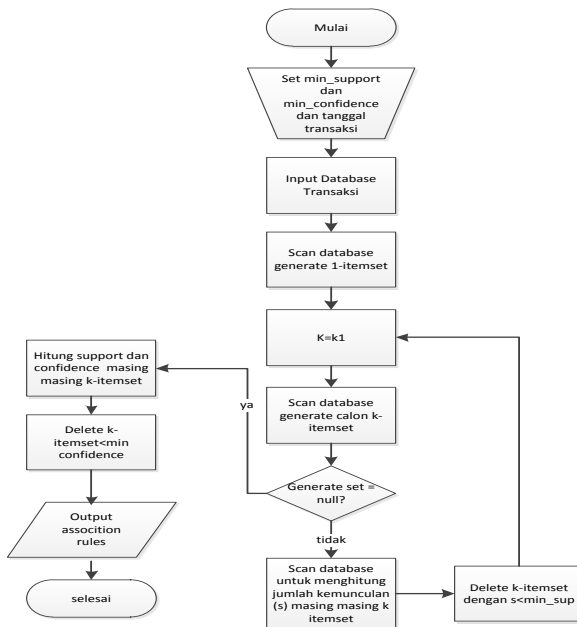 Mulai
Set min_support
dan
min_confidence
dan tanggal
transaksi
Input Database
Transaksi
Scan database
generate 1-itemset
K=k1
Scan database
generate calon k-
itemset
Generate set =
null?
ya
tidak
Hitung support dan
confidence masing
masing k-itemset
Delete k-
itemset<min
confidence
Output
assocition
rules
selesai
Scan database
untuk menghitung
jumlah kemunculan
(s) masing masing k
itemset
Delete k-itemset
dengan s<min_sup